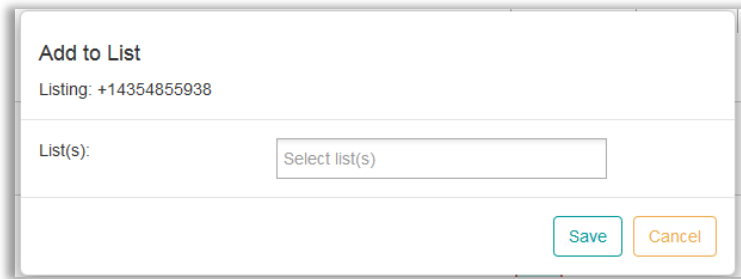 Add to List
Listing: +14354855938
List(s):
Select list(s)
Save
Cancel